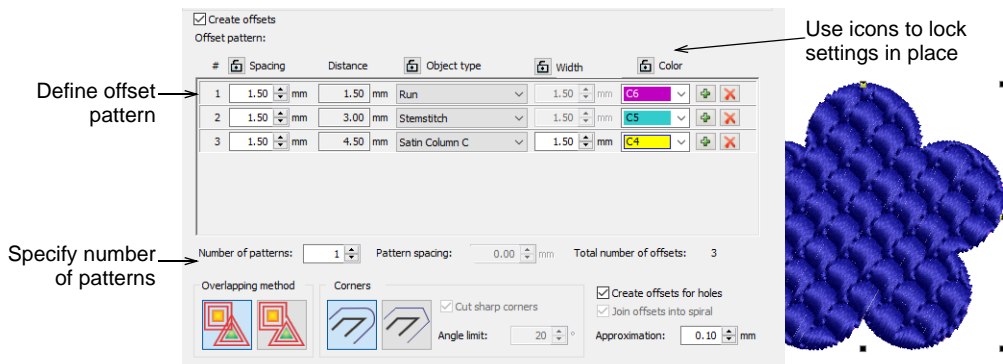 Create offsets
Offset pattern:
Use icons to lock
settings in place
# Spacing Distance Object type Width Color
Define offset
pattern
1 1.50 mm 1.50 mm Run 1.50 mm C6
2 1.50 mm 3.00 mm Stemstitch 1.50 mm C5
3 1.50 mm 4.50 mm Satin Column C 1.50 mm C4
Specify number
of patterns
Number of patterns: 1 Pattern spacing: 0.00 mm Total number of offsets: 3
Overlapping method Corners
Cut sharp corners
Angle limit: 20 °
Create offsets for holes
Join offsets into spiral
Approximation: 0.10 mm